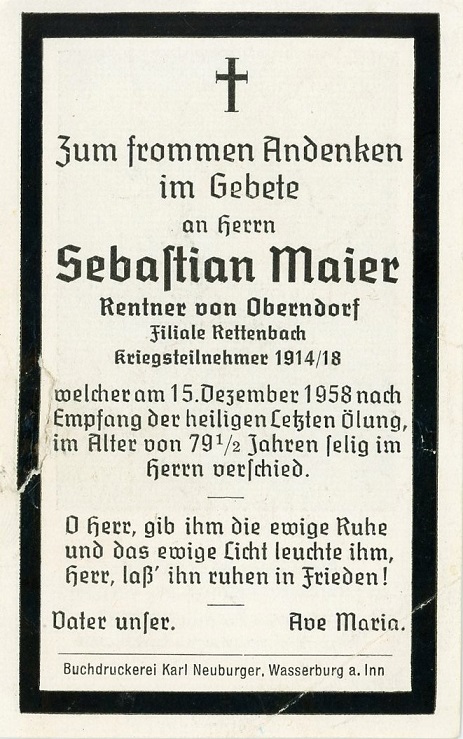 Zum frommen Andenken
im Gebete
an Herrn
Sebaſtian Maier
Rentner von Oberndorf
Filiale Rettenbach
Kriegsteilnehmer 1914/18
welcher am 15. Dezember 1958 nach
Empfang der heiligen Letzten Ölung,
im Alter von 79 1/2 Jahren ſelig im
Herrn verſchied.
O Herr, gib ihm die ewige Ruhe
und das ewige Licht leuchte ihm,
Herr, laß' ihn ruhen in Frieden!
Vater unſer. Ave Maria.
Buchdruckerei Karl Neuburger, Wasserburg a. Inn